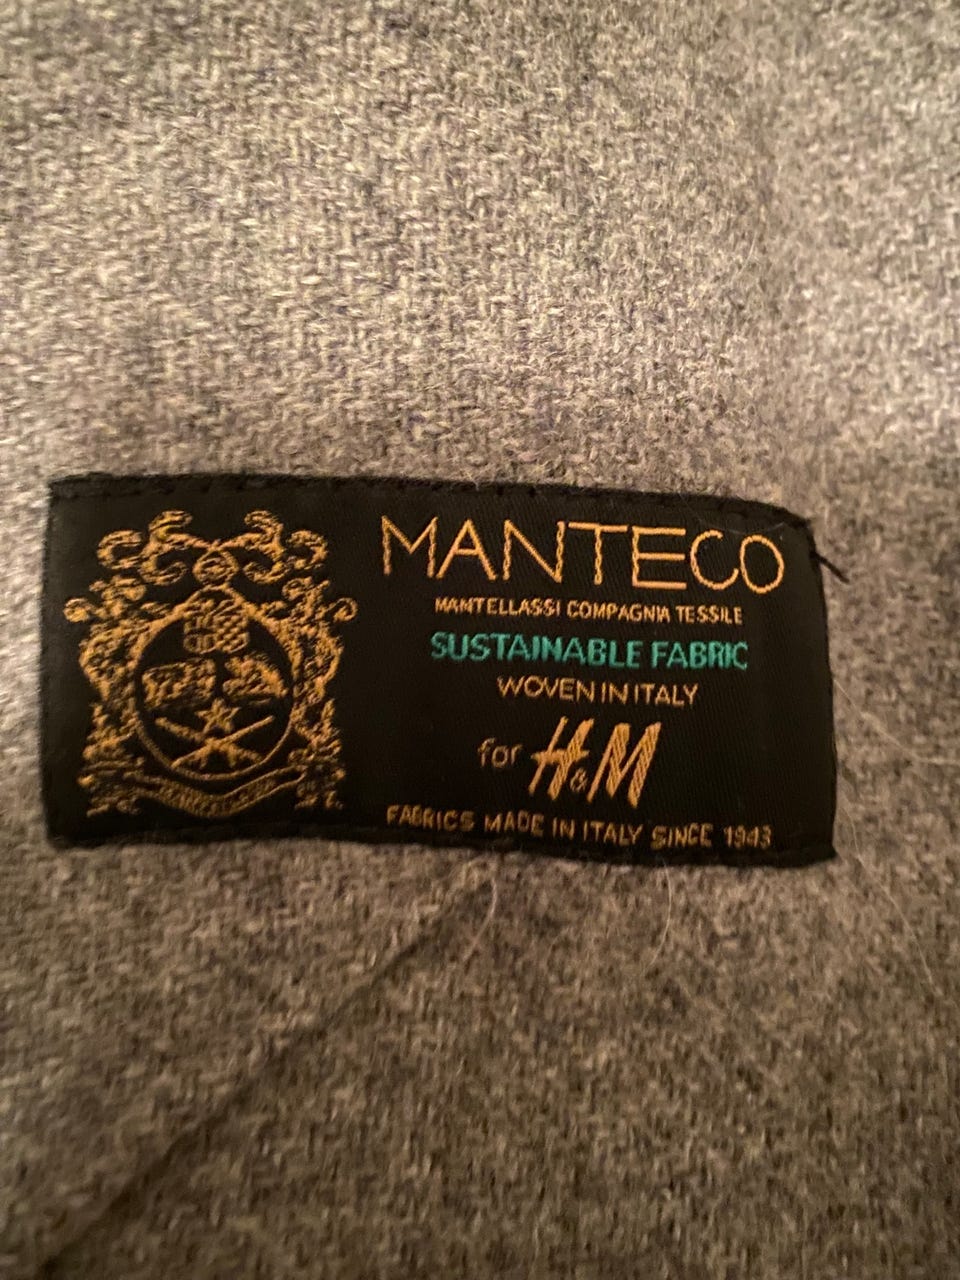 MANTECO
MANTELLASSI COMPAGNIA TESSILE
SUSTAINABLE FABRIC
WOVEN IN ITALY
for H&M
FABRICS MADE IN ITALY SINCE 1943